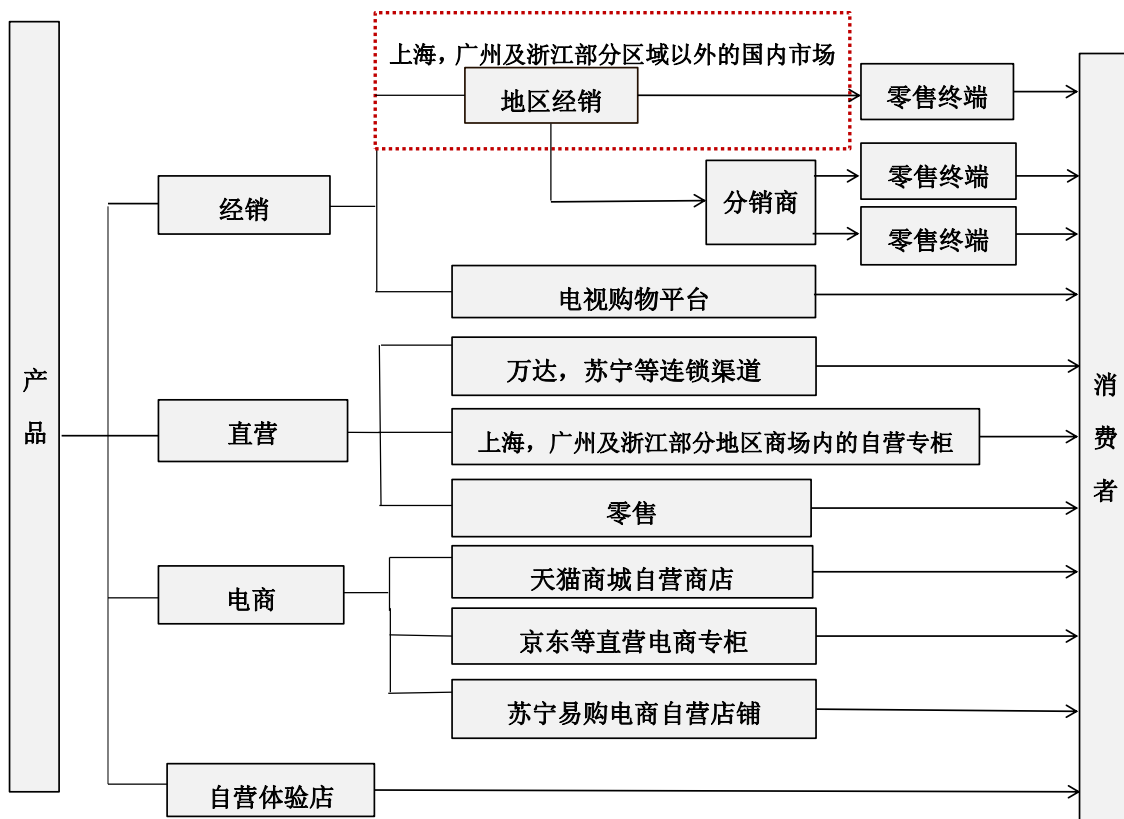 产
品
上海，广州及浙江部分区域以外的国内市场
地区经销
零售终端
经销
分销商
零售终端
零售终端
电视购物平台
直营
万达，苏宁等连锁渠道
上海，广州及浙江部分地区商场内的自营专柜
零售
电商
天猫商城自营商店
京东等直营电商专柜
苏宁易购电商自营店铺
自营体验店
消
费
者